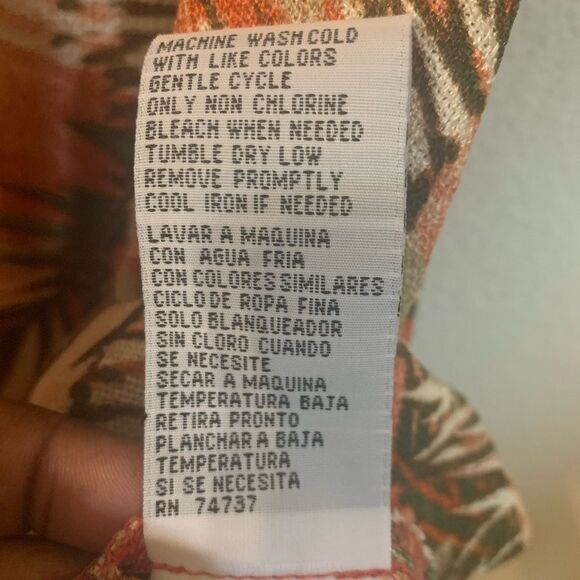 MACHINE WASH COLD
WITH LIKE COLORS
GENTLE CYCLE
ONLY NON CHLORINE
BLEACH WHEN NEEDED
TUMBLE DRY LOW
REMOVE PROMPTLY
COOL IRON IF NEEDED
LAVAR A MAQUINA
CON AGUA FRIA
CON COLORES SIMILARES
CICLO DE ROPA FINA
SOLO BLANQUEADOR
SIN CLORO CUANDO
SE NECESITE
SECAR A MAQUINA
TEMPERATURA BAJA
RETIRA PRONTO
PLANCHAR A BAJA
TEMPERATURA
SI SE NECESITA
RN 74737